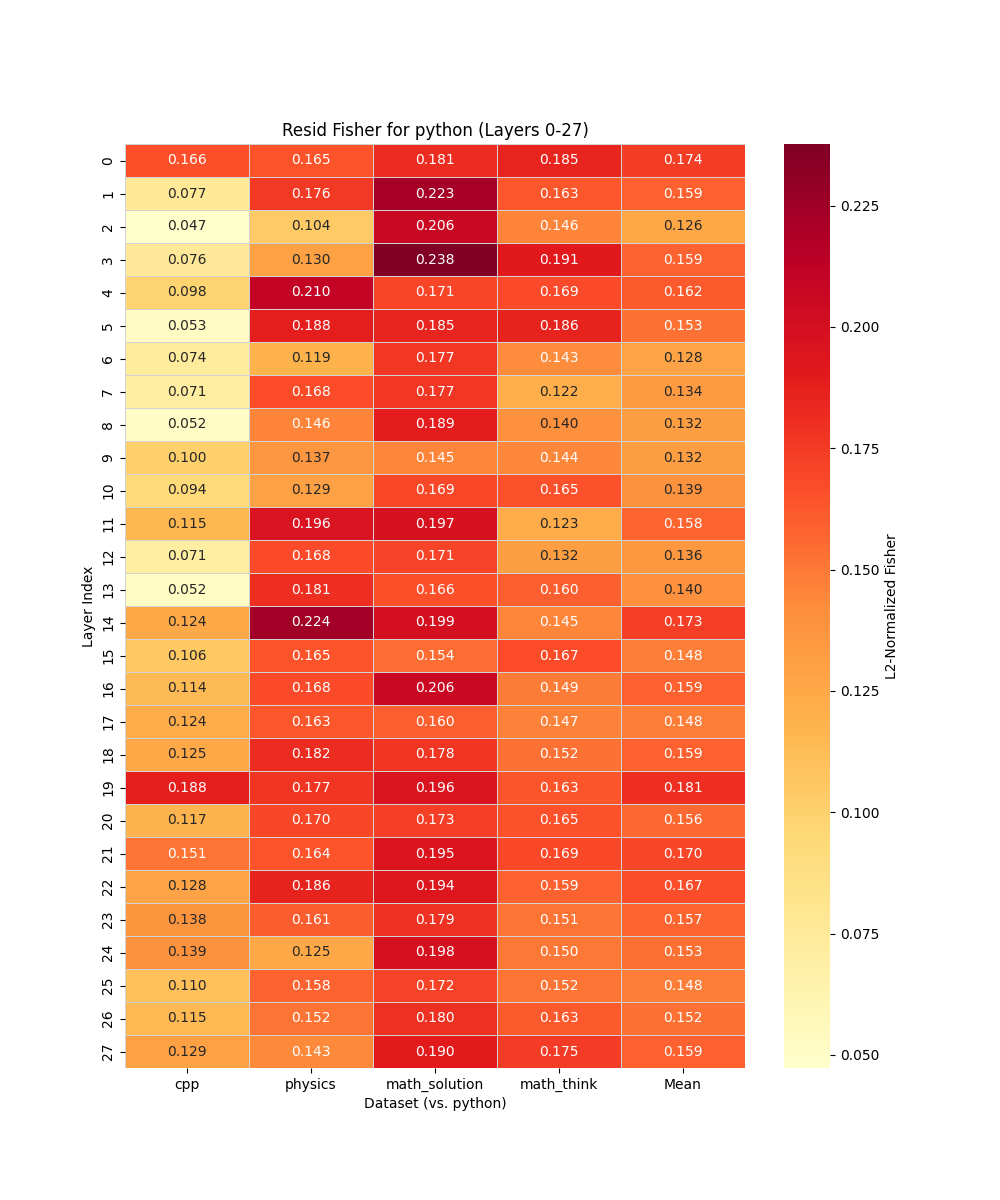 Resid Fisher for python (Layers 0-27)
0 0.166 0.165 0.181 0.185 0.174
1 0.077 0.176 0.223 0.163 0.159
2 0.047 0.104 0.206 0.146 0.126
3 0.076 0.130 0.238 0.191 0.159
4 0.098 0.210 0.171 0.169 0.162
5 0.053 0.188 0.185 0.186 0.153
6 0.074 0.119 0.177 0.143 0.128
7 0.071 0.168 0.177 0.122 0.134
8 0.052 0.146 0.189 0.140 0.132
9 0.100 0.137 0.145 0.144 0.132
10 0.094 0.129 0.169 0.165 0.139
11 0.115 0.196 0.197 0.123 0.158
12 0.071 0.168 0.171 0.132 0.136
13 0.052 0.181 0.166 0.160 0.140
14 0.124 0.224 0.199 0.145 0.173
15 0.106 0.165 0.154 0.167 0.148
16 0.114 0.168 0.206 0.149 0.159
17 0.124 0.163 0.160 0.147 0.148
18 0.125 0.182 0.178 0.152 0.159
19 0.188 0.177 0.196 0.163 0.181
20 0.117 0.170 0.173 0.165 0.156
21 0.151 0.164 0.195 0.169 0.170
22 0.128 0.186 0.194 0.159 0.167
23 0.138 0.161 0.179 0.151 0.157
24 0.139 0.125 0.198 0.150 0.153
25 0.110 0.158 0.172 0.152 0.148
26 0.115 0.152 0.180 0.163 0.152
27 0.129 0.143 0.190 0.175 0.159
cpp physics math_solution math_think Mean
Dataset (vs. python)
Layer Index
0.225
0.200
0.175
0.150
0.125
0.100
0.075
0.050
L2-Normalized Fisher